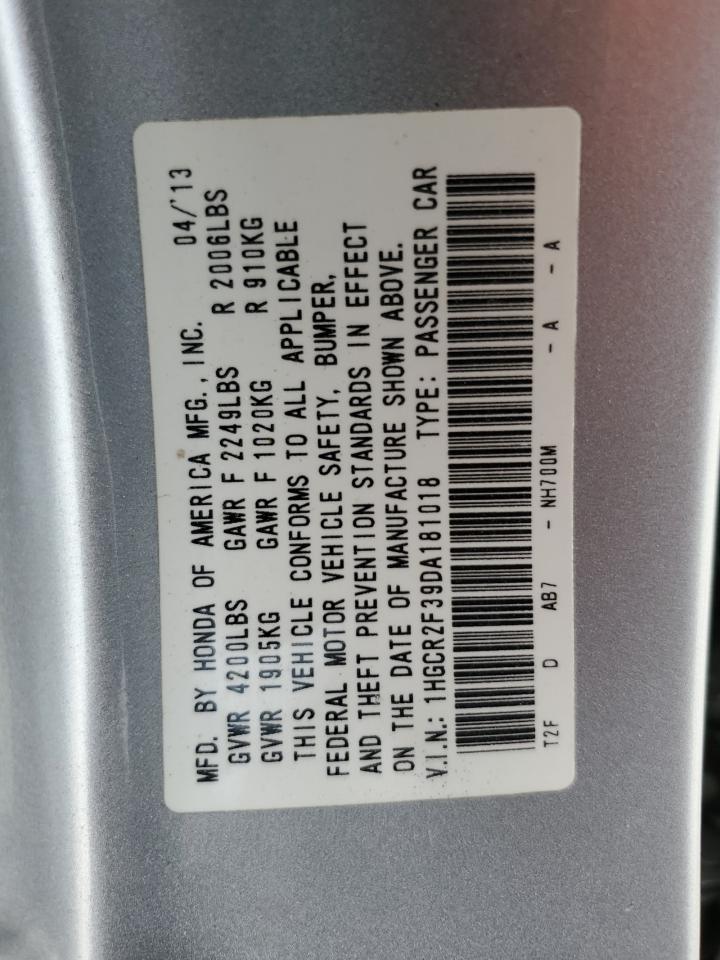 MFD. BY HONDA OF AMERICA MFG., INC. 04/'13
GVWR 4200LBS GAWR F 2249LBS R 2006LBS
GVWR 1905KG GAWR F 1020KG R 910KG
THIS VEHICLE CONFORMS TO ALL APPLICABLE
FEDERAL MOTOR VEHICLE SAFETY, BUMPER,
AND THEFT PREVENTION STANDARDS IN EFFECT
ON THE DATE OF MANUFACTURE SHOWN ABOVE.
V.I.N.: 1HGCR2F39DA181018 TYPE: PASSENGER CAR
T2F D AB7 - NH700M - A - A